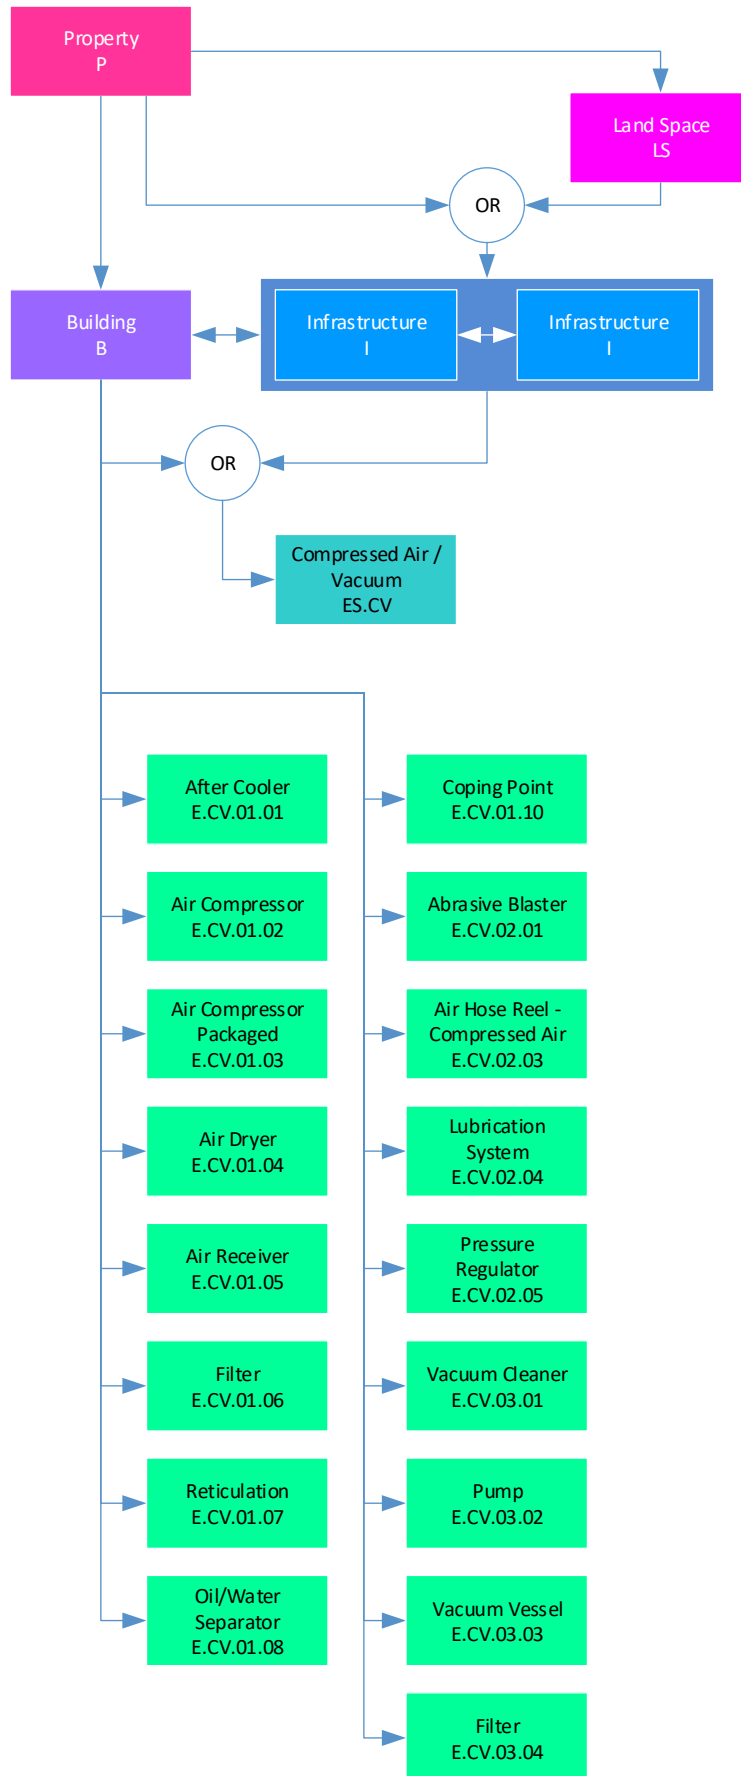 Property
P
Land Space
LS
OR
Building
B
Infrastructure
I
Infrastructure
I
OR
Compressed Air /
Vacuum
ES.CV
After Cooler
E.CV.01.01
Coping Point
E.CV.01.10
Air Compressor
E.CV.01.02
Abrasive Blaster
E.CV.02.01
Air Compressor
Packaged
E.CV.01.03
Air Hose Reel -
Compressed Air
E.CV.02.03
Air Dryer
E.CV.01.04
Lubrication
System
E.CV.02.04
Air Receiver
E.CV.01.05
Pressure
Regulator
E.CV.02.05
Filter
E.CV.01.06
Vacuum Cleaner
E.CV.03.01
Reticulation
E.CV.01.07
Pump
E.CV.03.02
Oil/Water
Separator
E.CV.01.08
Vacuum Vessel
E.CV.03.03
Filter
E.CV.03.04